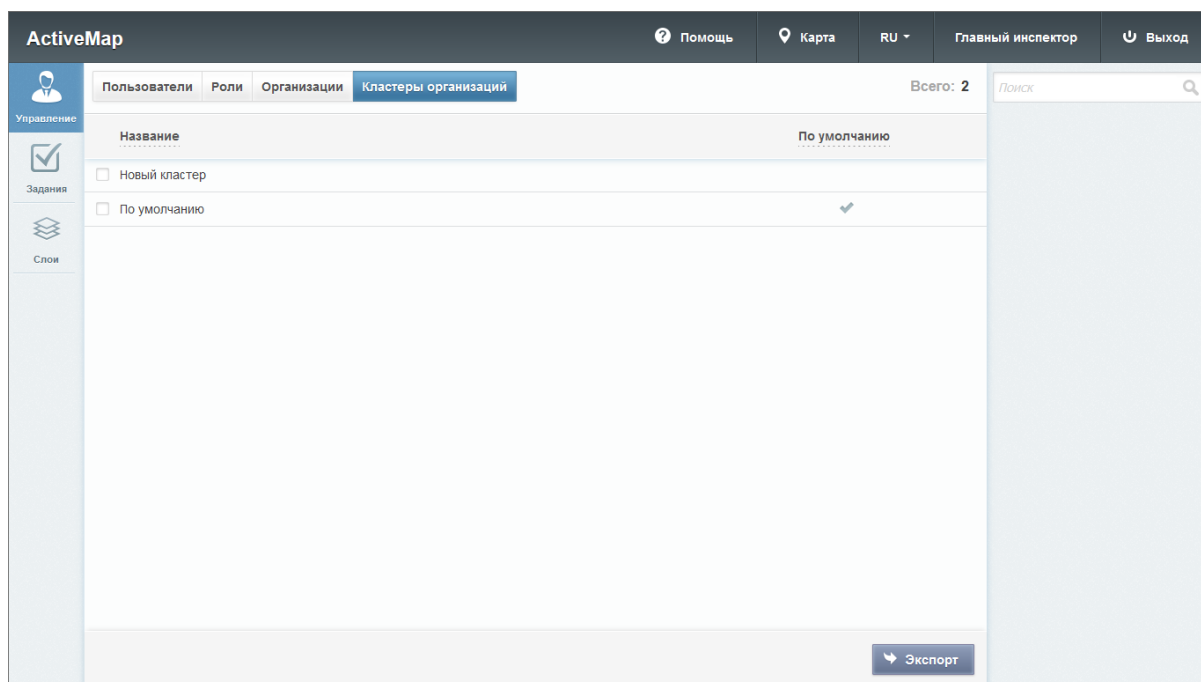 ActiveMap
Помощь
Карта
RU
Главный инспектор
Выход
Управление
Задания
Слои
Пользователи Роли Организации Кластеры организаций
Всего: 2
Поиск
Название По умолчанию
Новый кластер
По умолчанию
Экспорт